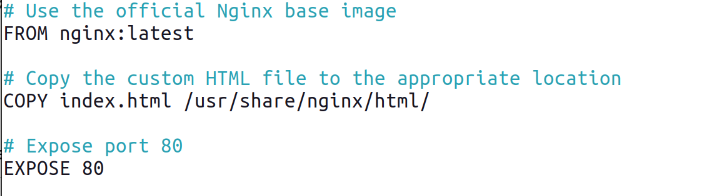 # Use the official Nginx base image
FROM nginx:latest
# Copy the custom HTML file to the appropriate location
COPY index.html /usr/share/nginx/html/
# Expose port 80
EXPOSE 80